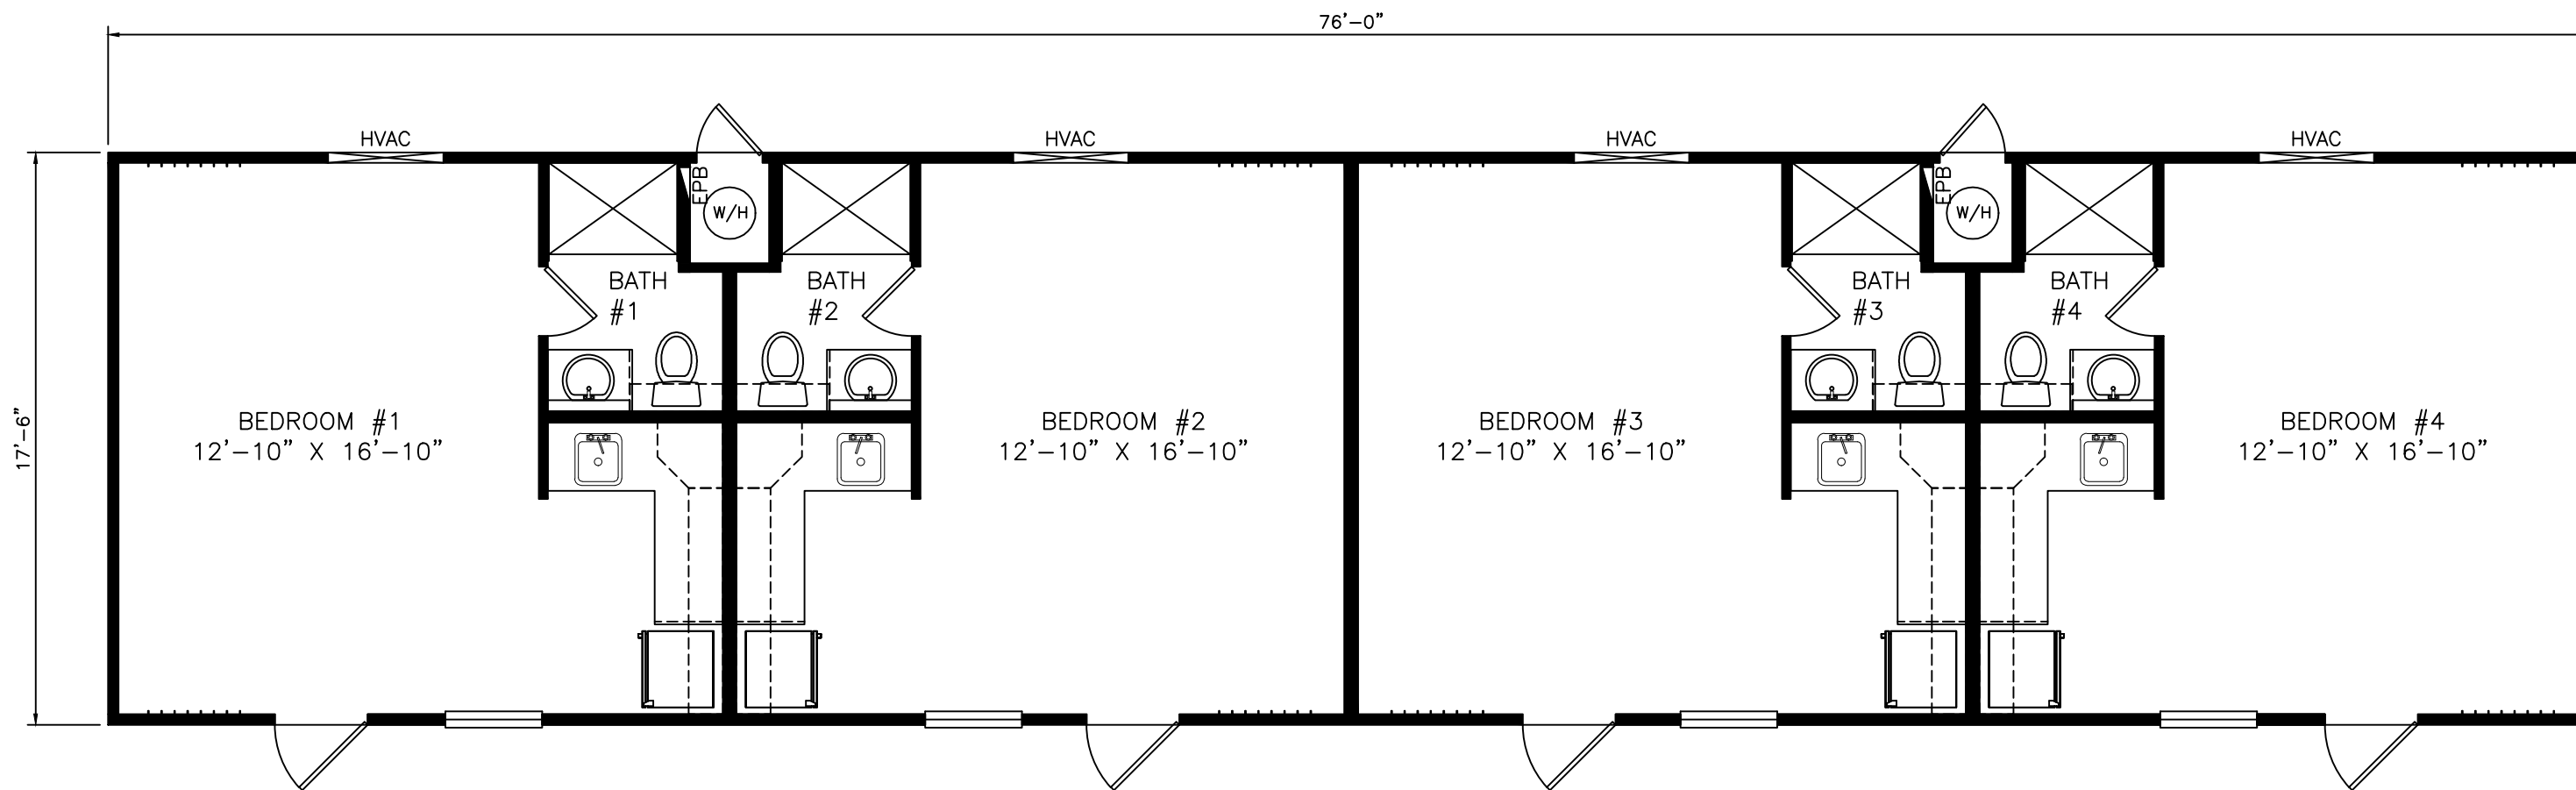 76'-0"
HVAC
HVAC
HVAC
HVAC
EPB
W/H
EPB
W/H
BATH
#1
BATH
#2
BATH
#3
BATH
#4
17'-6"
BEDROOM #1
12'-10" X 16'-10"
BEDROOM #2
12'-10" X 16'-10"
BEDROOM #3
12'-10" X 16'-10"
BEDROOM #4
12'-10" X 16'-10"